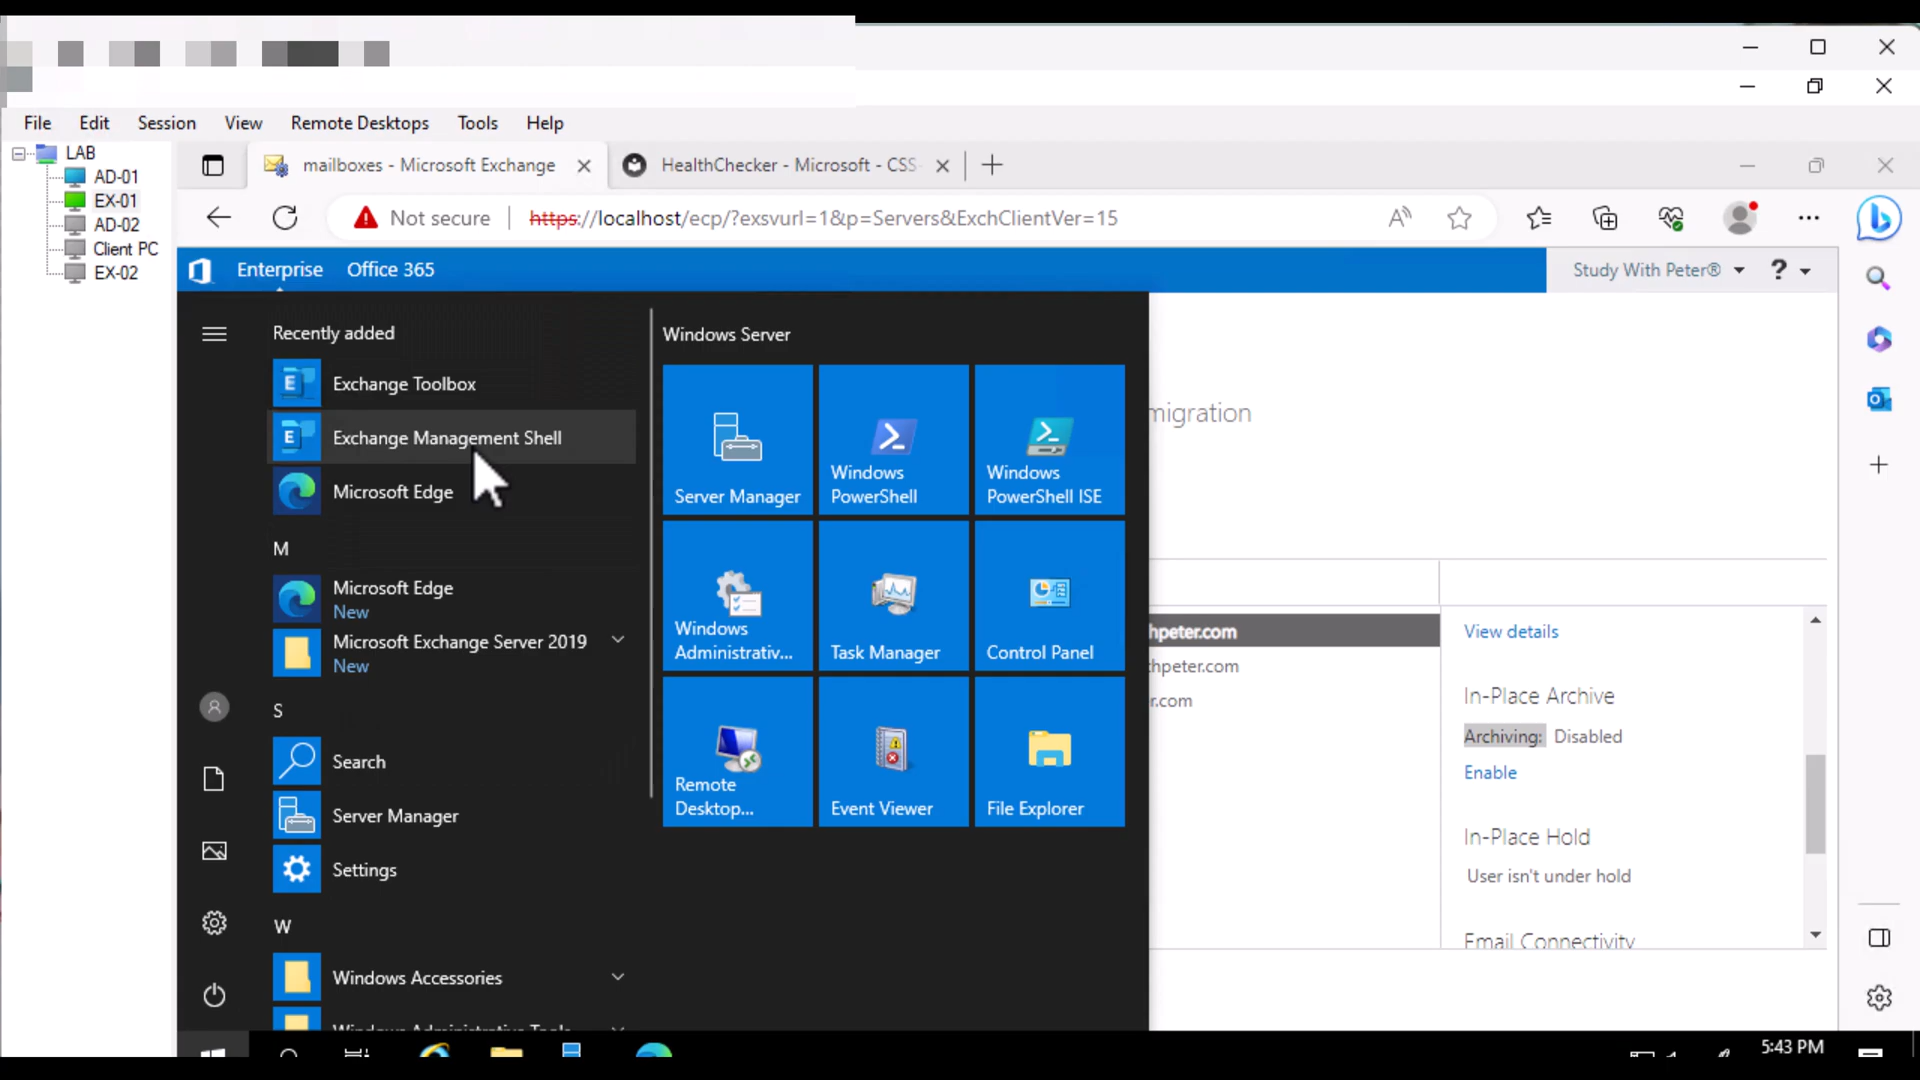 File Edit Session View Remote Desktops Tools Help
LAB
AD-01
EX-01
AD-02
Client PC
EX-02
mailboxes - Microsoft Exchange
HealthChecker - Microsoft - CSS-
Not secure
https://localhost/ecp/?exsvurl=1&p=Servers&ExchClientVer=15
Enterprise Office 365
Study With Peter® ?
Recently added
Exchange Toolbox
Exchange Management Shell
Microsoft Edge
M
Microsoft Edge
New
Microsoft Exchange Server 2019
New
S
Search
Server Manager
Settings
W
Windows Accessories
Windows Administrative Tools
Windows Server
Server Manager
Windows
PowerShell
Windows
PowerShell ISE
Windows
Administrativ...
Task Manager
Control Panel
Remote
Desktop...
Event Viewer
File Explorer
migration
hpeter.com
thpeter.com
r.com
View details
In-Place Archive
Archiving: Disabled
Enable
In-Place Hold
User isn't under hold
Email Connectivity
5:43 PM